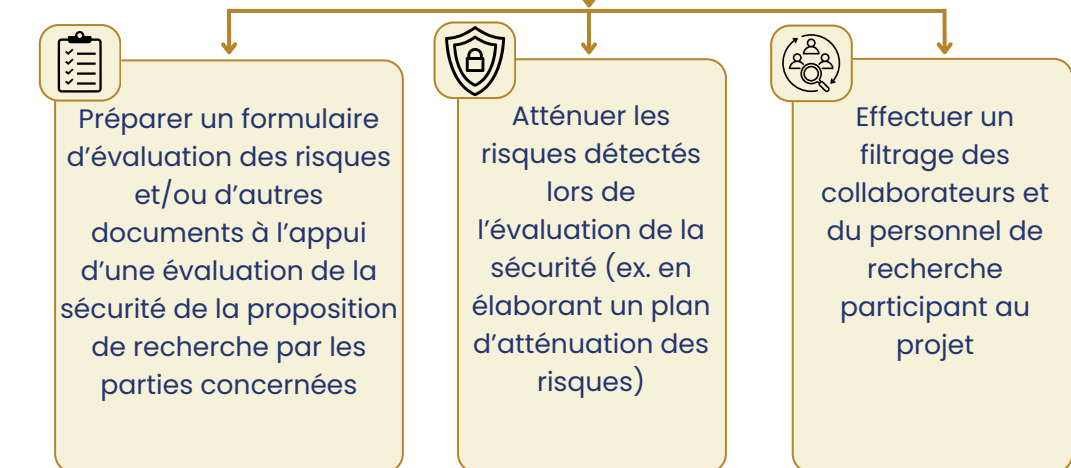 Préparer un formulaire
d’évaluation des risques
et/ou d’autres
documents à l’appui
d’une évaluation de la
sécurité de la proposition
de recherche par les
parties concernées
Atténuer les
risques détectés
lors de
l’évaluation de la
sécurité (ex. en
élaborant un plan
d’atténuation des
risques)
Effectuer un
filtrage des
collaborateurs et
du personnel de
recherche
participant au
projet